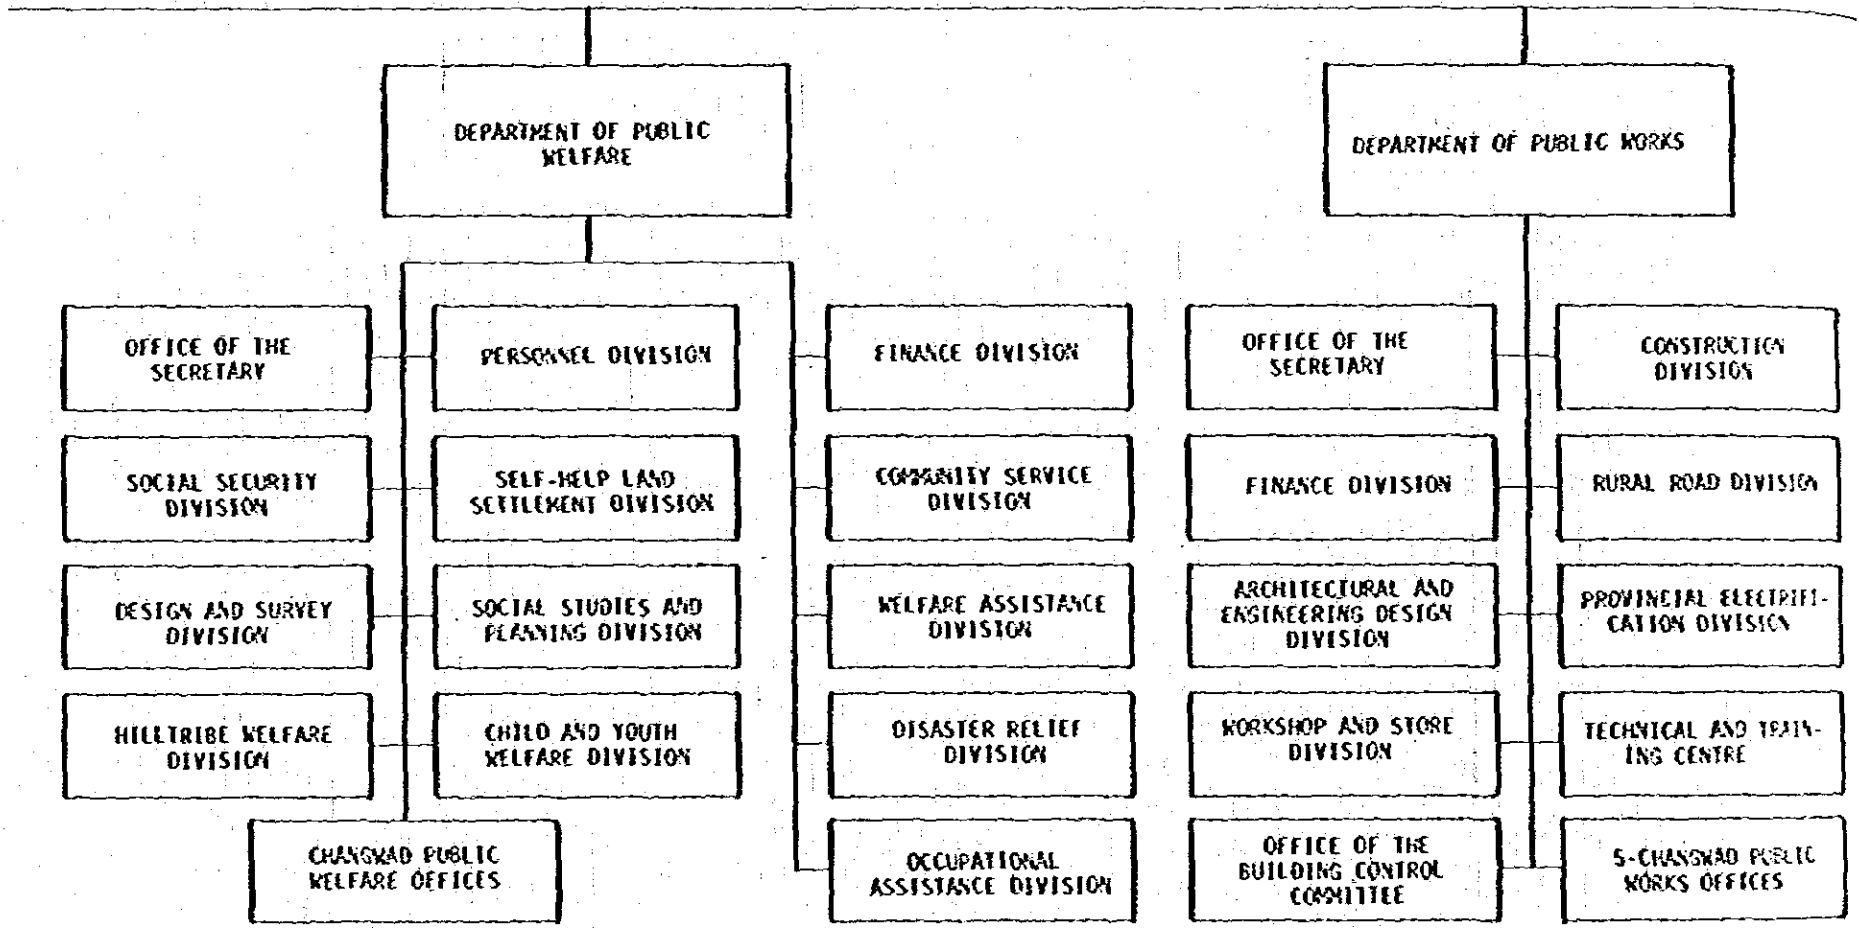 DEPARTMENT OF PUBLIC
WELFARE
DEPARTMENT OF PUBLIC WORKS
OFFICE OF THE
SECRETARY
PERSONNEL DIVISION
FINANCE DIVISION
OFFICE OF THE
SECRETARY
CONSTRUCTION
DIVISION
SOCIAL SECURITY
DIVISION
SELF-HELP LAND
SETTLEMENT DIVISION
COMMUNITY SERVICE
DIVISION
FINANCE DIVISION
RURAL ROAD DIVISION
DESIGN AND SURVEY
DIVISION
SOCIAL STUDIES AND
PLANNING DIVISION
WELFARE ASSISTANCE
DIVISION
ARCHITECTURAL AND
ENGINEERING DESIGN
DIVISION
PROVINCIAL ELECTRIFI-
CATION DIVISION
HILLTRIBE WELFARE
DIVISION
CHILD AND YOUTH
WELFARE DIVISION
DISASTER RELIEF
DIVISION
WORKSHOP AND STORE
DIVISION
TECHNICAL AND TRAIN-
ING CENTRE
CHANGWAD PUBLIC
WELFARE OFFICES
OCCUPATIONAL
ASSISTANCE DIVISION
OFFICE OF THE
BUILDING CONTROL
COMMITTEE
5-CHANGWAD PUBLIC
WORKS OFFICES